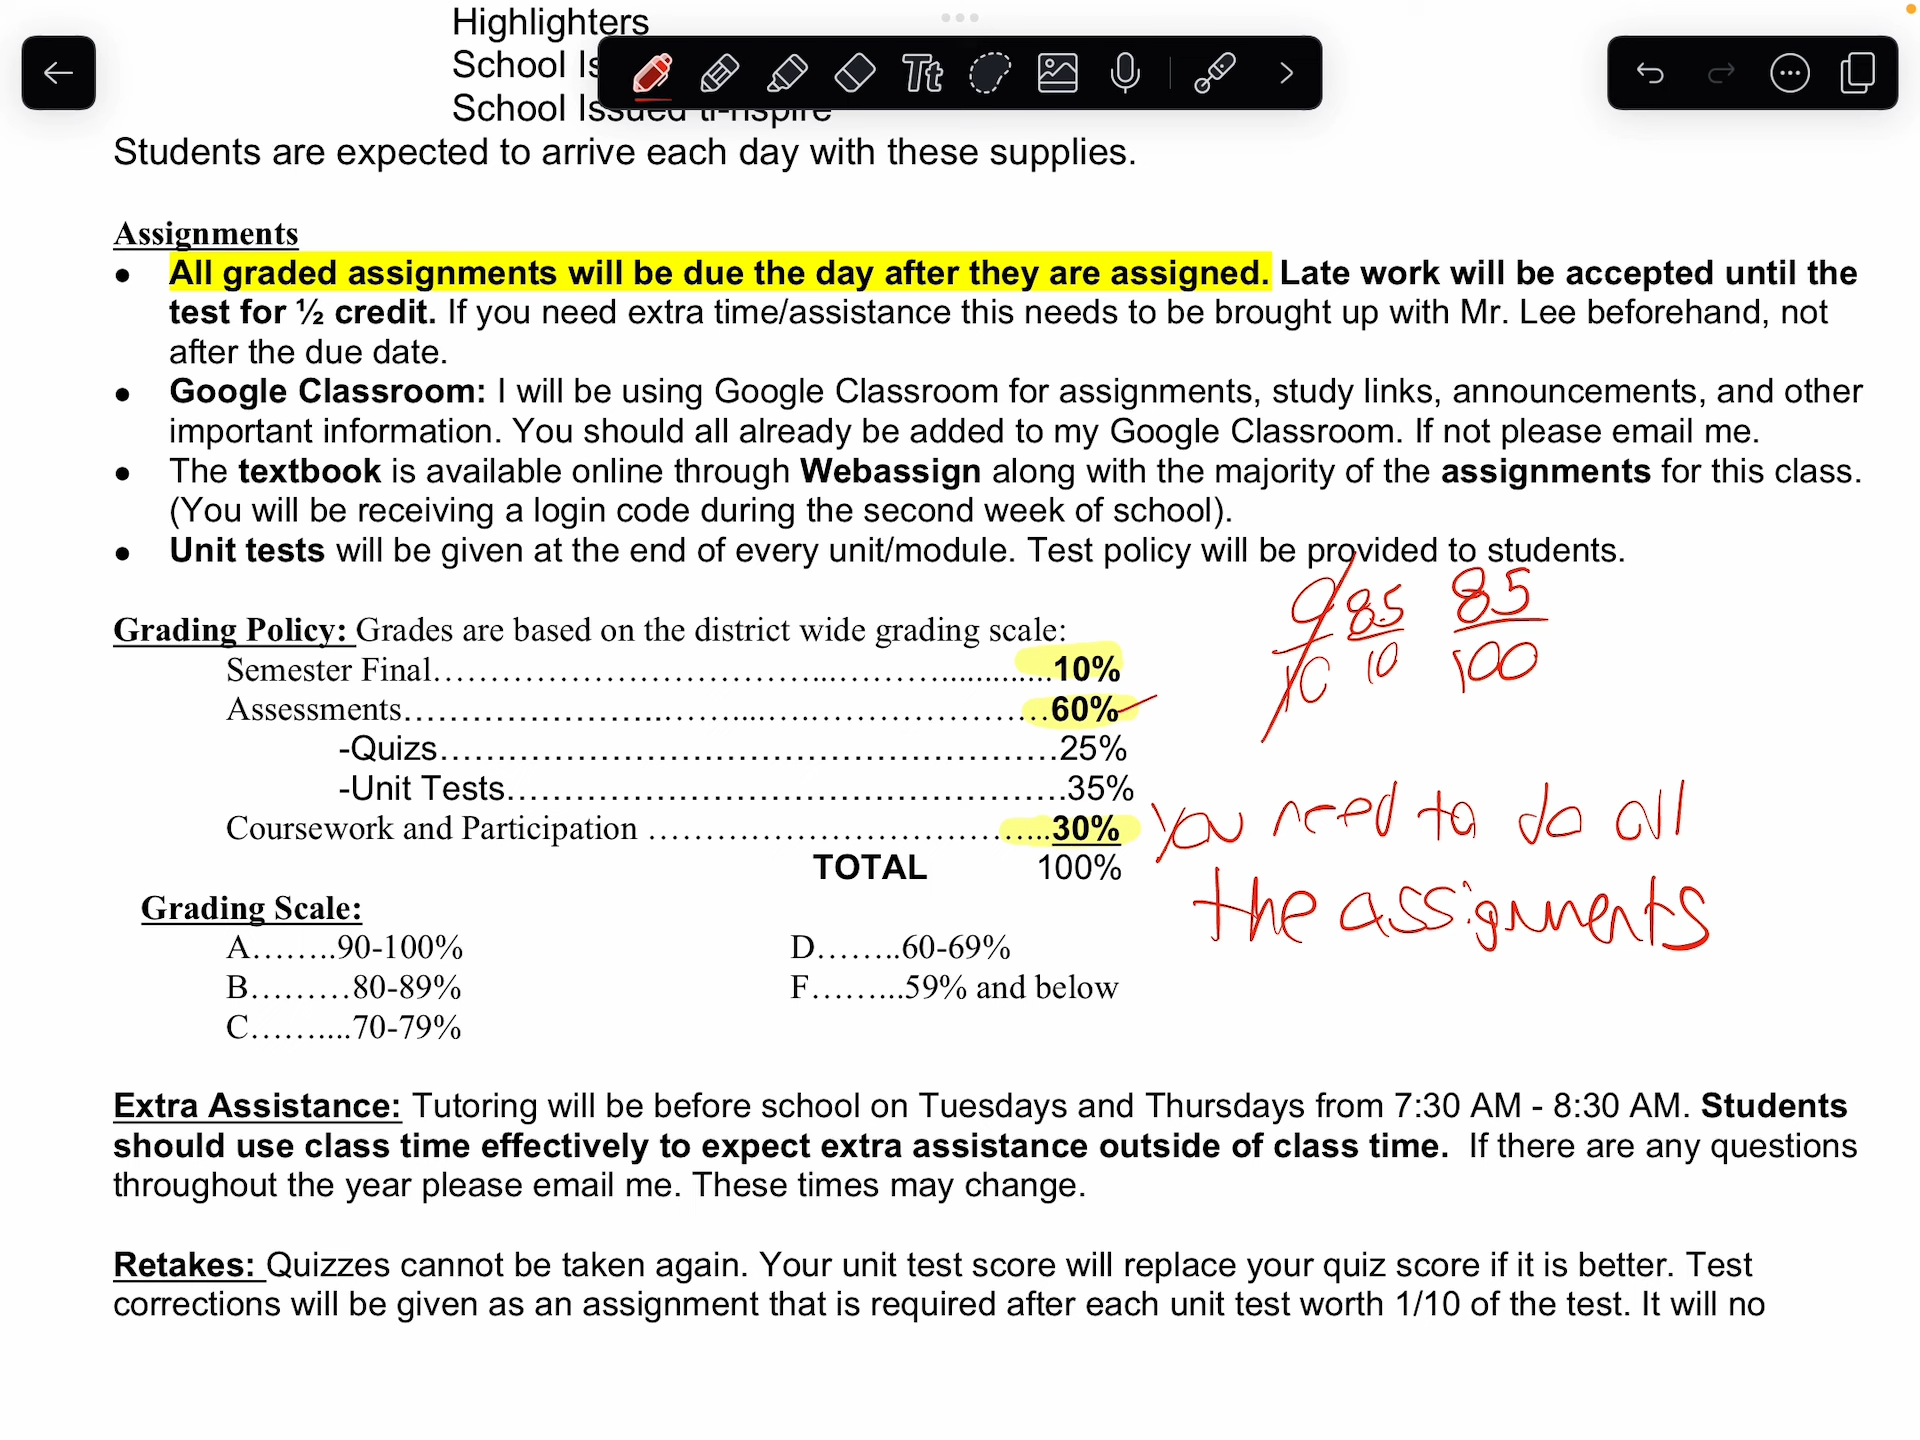 Highlighters
School Is
School Issued ti-nspire
Students are expected to arrive each day with these supplies.
Assignments
● All graded assignments will be due the day after they are assigned. Late work will be accepted until the
test for ½ credit. If you need extra time/assistance this needs to be brought up with Mr. Lee beforehand, not
after the due date.
● Google Classroom: I will be using Google Classroom for assignments, study links, announcements, and other
important information. You should all already be added to my Google Classroom. If not please email me.
● The textbook is available online through Webassign along with the majority of the assignments for this class.
(You will be receiving a login code during the second week of school).
● Unit tests will be given at the end of every unit/module. Test policy will be provided to students.
9/10 8.5/10 85/100
Grading Policy: Grades are based on the district wide grading scale:
Semester Final.......................................................10%
Assessments.......................................................60%
-Quizs.......................................................25%
-Unit Tests.......................................................35%
Coursework and Participation .......................................30%
TOTAL 100%
You need to do all
the assignments
Grading Scale:
A........90-100% D........60-69%
B.........80-89% F.........59% and below
C..........70-79%
Extra Assistance: Tutoring will be before school on Tuesdays and Thursdays from 7:30 AM - 8:30 AM. Students
should use class time effectively to expect extra assistance outside of class time. If there are any questions
throughout the year please email me. These times may change.
Retakes: Quizzes cannot be taken again. Your unit test score will replace your quiz score if it is better. Test
corrections will be given as an assignment that is required after each unit test worth 1/10 of the test. It will no